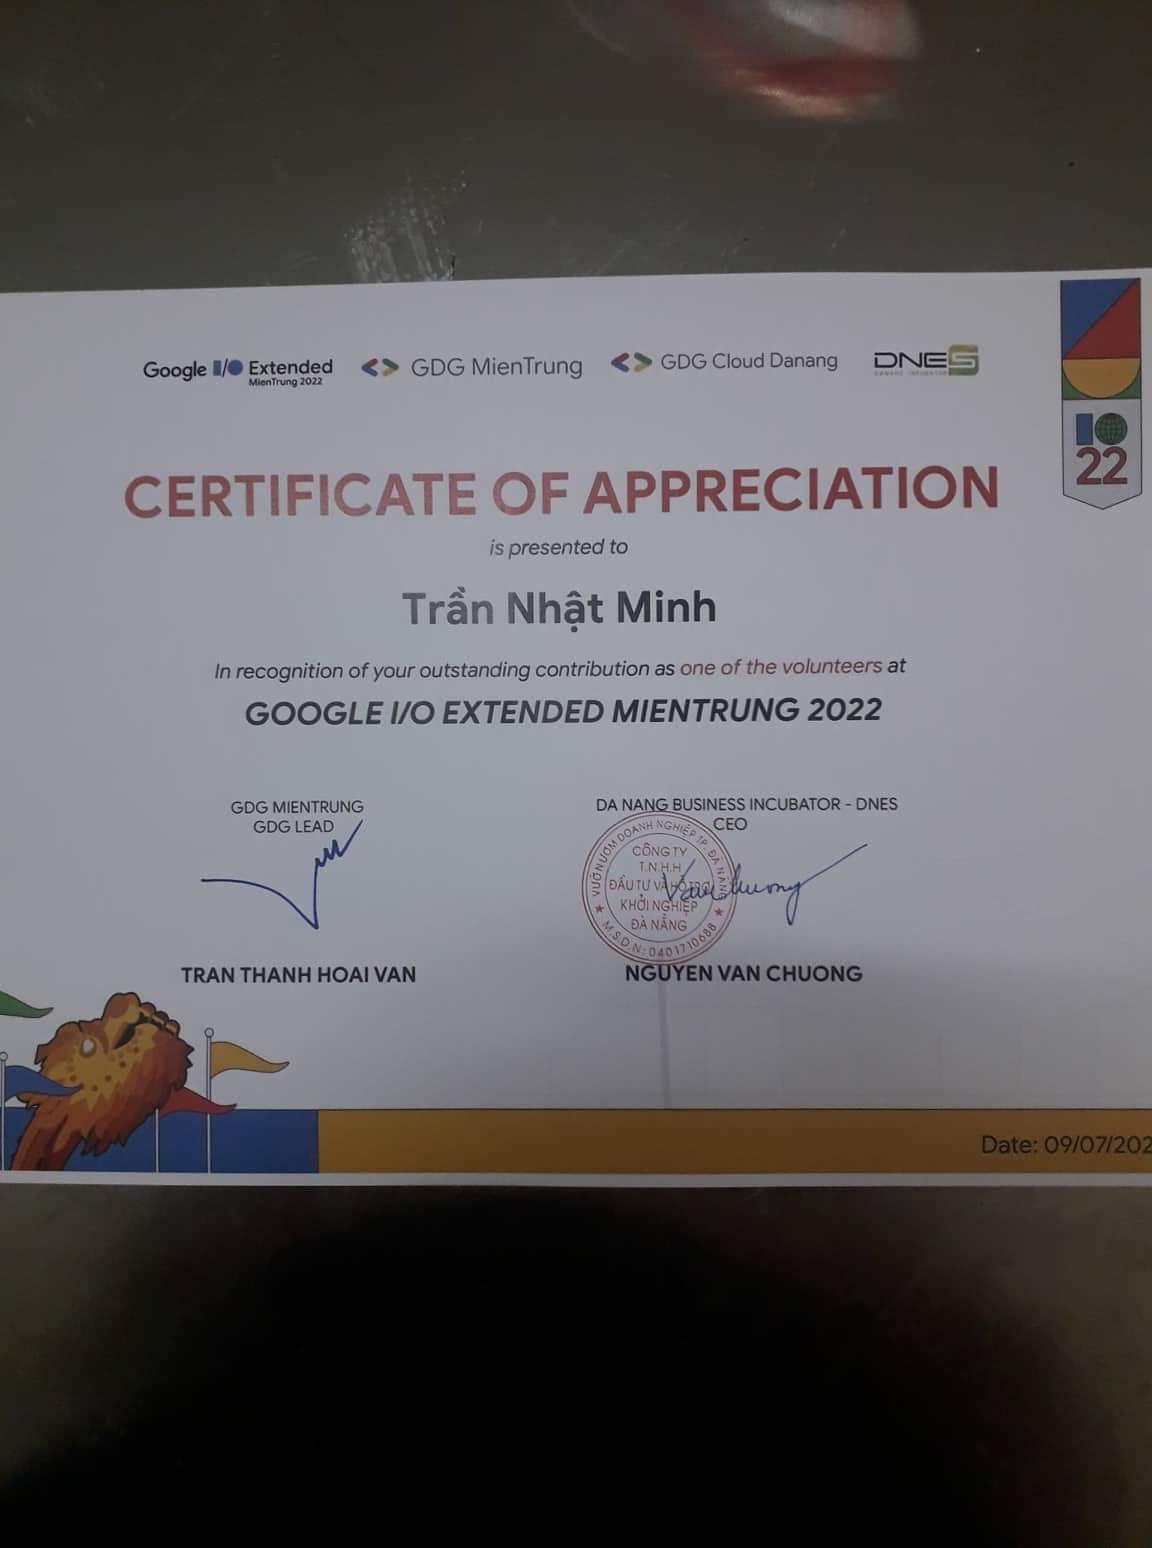 Google I/O Extended
MienTrung 2022
GDG MienTrung
GDG Cloud Danang
DNES
IO
22
CERTIFICATE OF APPRECIATION
is presented to
Trần Nhật Minh
In recognition of your outstanding contribution as one of the volunteers at
GOOGLE I/O EXTENDED MIENTRUNG 2022
GDG MIENTRUNG
GDG LEAD
TRAN THANH HOAI VAN
DA NANG BUSINESS INCUBATOR - DNES
CEO
VƯỜN ƯƠM DOANH NGHIỆP TP. ĐÀ NẴNG
CÔNG TY
T.N.H.H
ĐẦU TƯ VÀ HỖ TRỢ
KHỞI NGHIỆP
ĐÀ NẴNG
M.S.D.N: 0401710688
NGUYEN VAN CHUONG
Date: 09/07/202